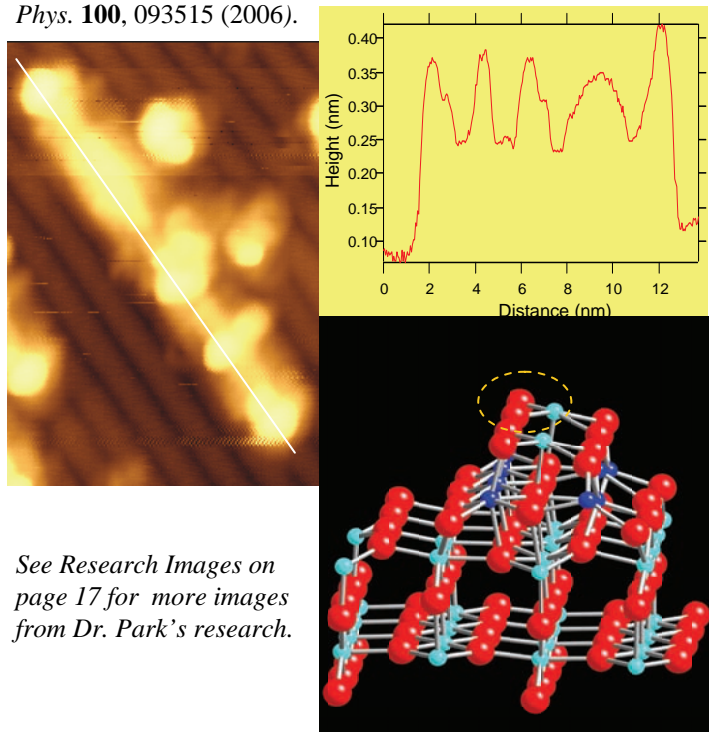 Phys. 100, 093515 (2006).
Height (nm)
0.40
0.35
0.30
0.25
0.20
0.15
0.10
0 2 4 6 8 10 12
Distance (nm)
See Research Images on
page 17 for more images
from Dr. Park's research.